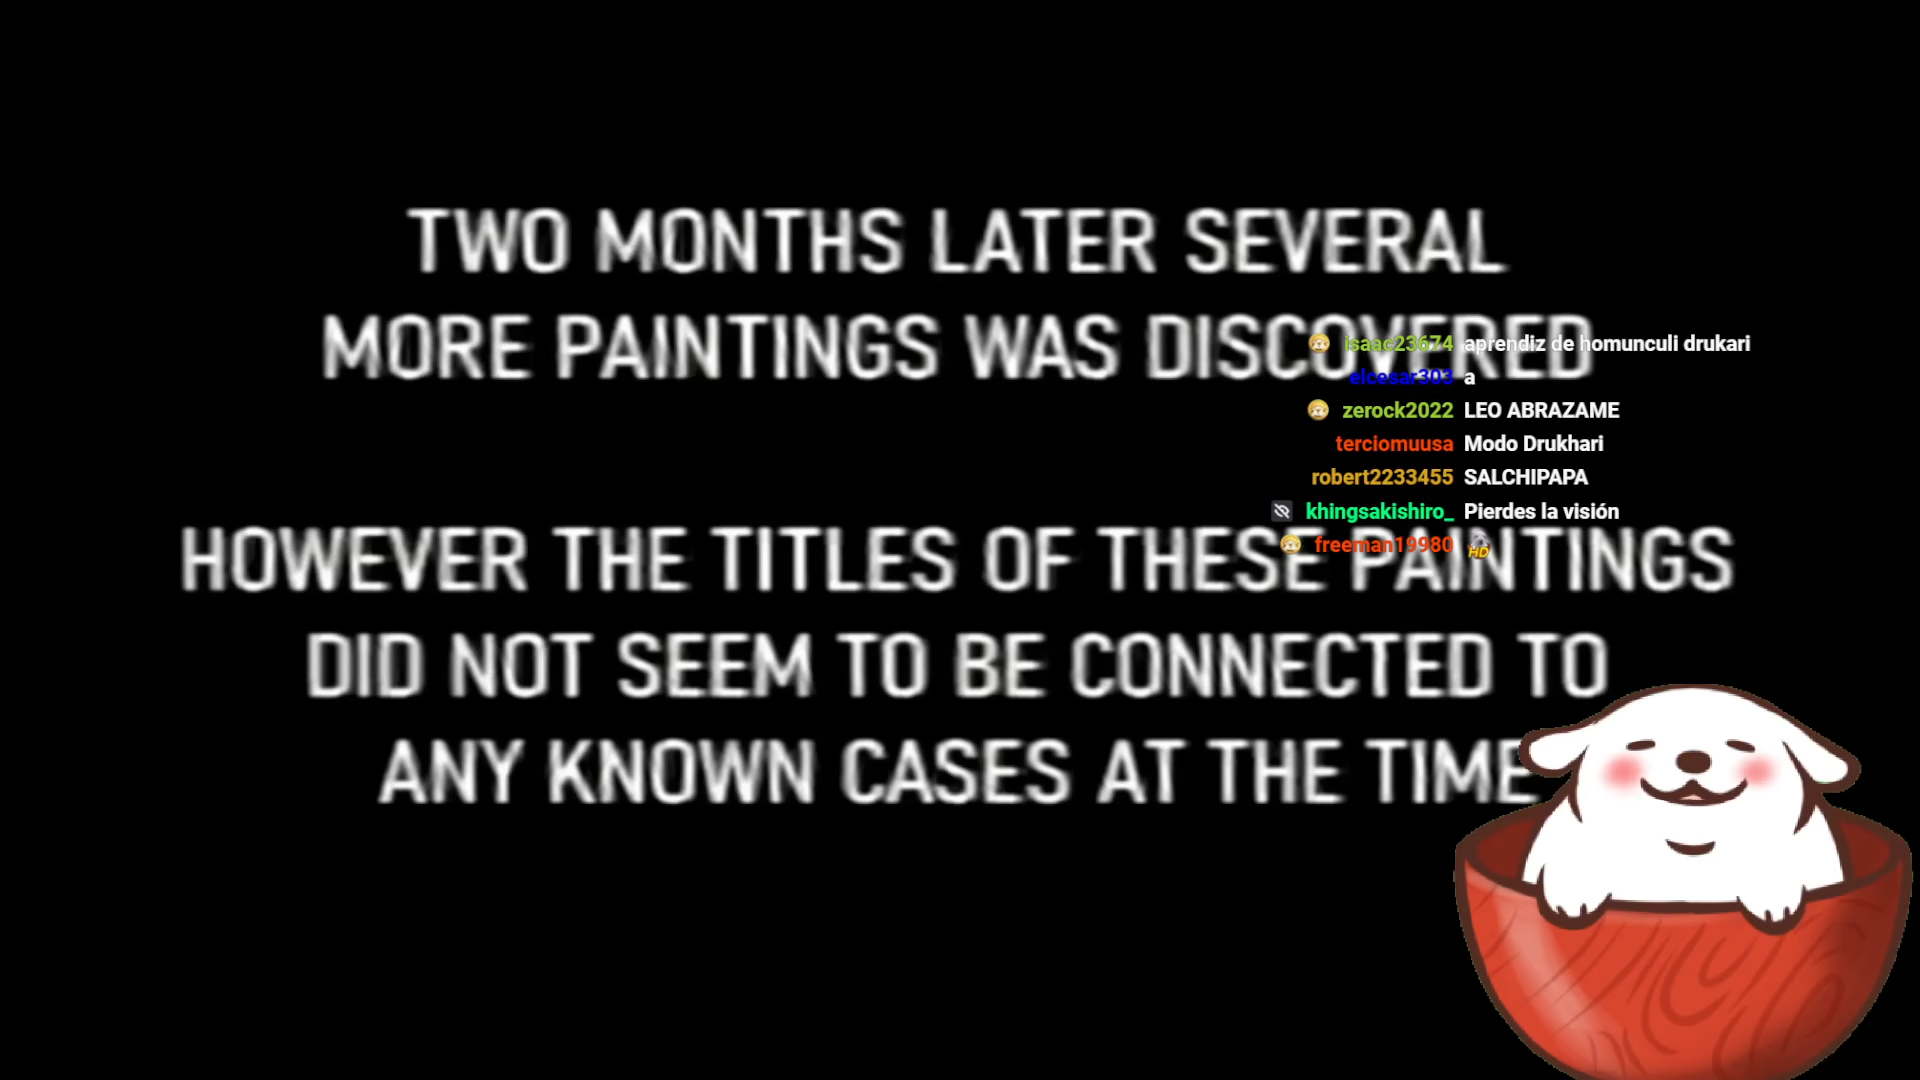 TWO MONTHS LATER SEVERAL
MORE PAINTINGS WAS DISCOVERED
HOWEVER THE TITLES OF THESE PAINTINGS
DID NOT SEEM TO BE CONNECTED TO
ANY KNOWN CASES AT THE TIME
isaac23674 aprendiz de homunculi drukari
elcesar303 a
zerock2022 LEO ABRAZAME
terciomuusa Modo Drukhari
robert2233455 SALCHIPAPA
khingsakishiro_ Pierdes la visión
freeman19980 HD